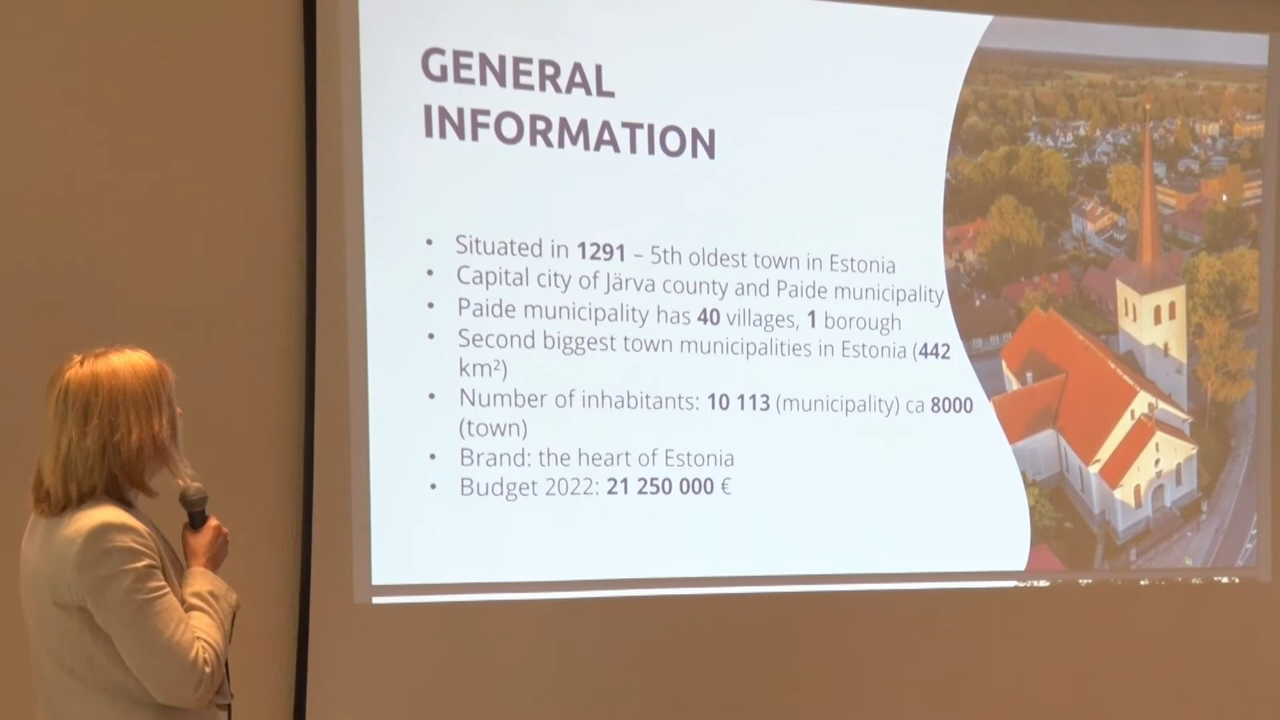 GENERAL
INFORMATION
• Situated in 1291 – 5th oldest town in Estonia
• Capital city of Järva county and Paide municipality
• Paide municipality has 40 villages, 1 borough
• Second biggest town municipalities in Estonia (442
km²)
• Number of inhabitants: 10 113 (municipality) ca 8000
(town)
• Brand: the heart of Estonia
• Budget 2022: 21 250 000 €